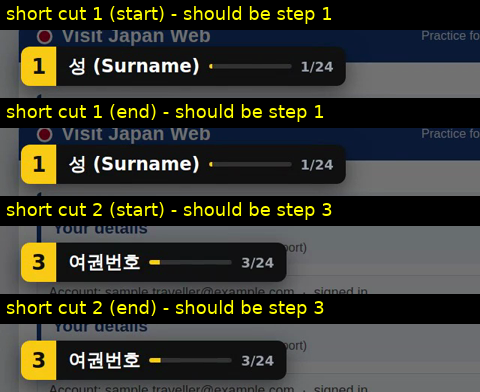 short cut 1 (start) - should be step 1
Visit Japan Web
Practice fo
1 성 (Surname) 1/24
short cut 1 (end) - should be step 1
Visit Japan Web
Practice fo
1 성 (Surname) 1/24
short cut 2 (start) - should be step 3
Your details
port)
3 여권번호 3/24
Account: sample.traveller@example.com · signed in
short cut 2 (end) - should be step 3
Your details
port)
3 여권번호 3/24
Account: sample.traveller@example.com · signed in